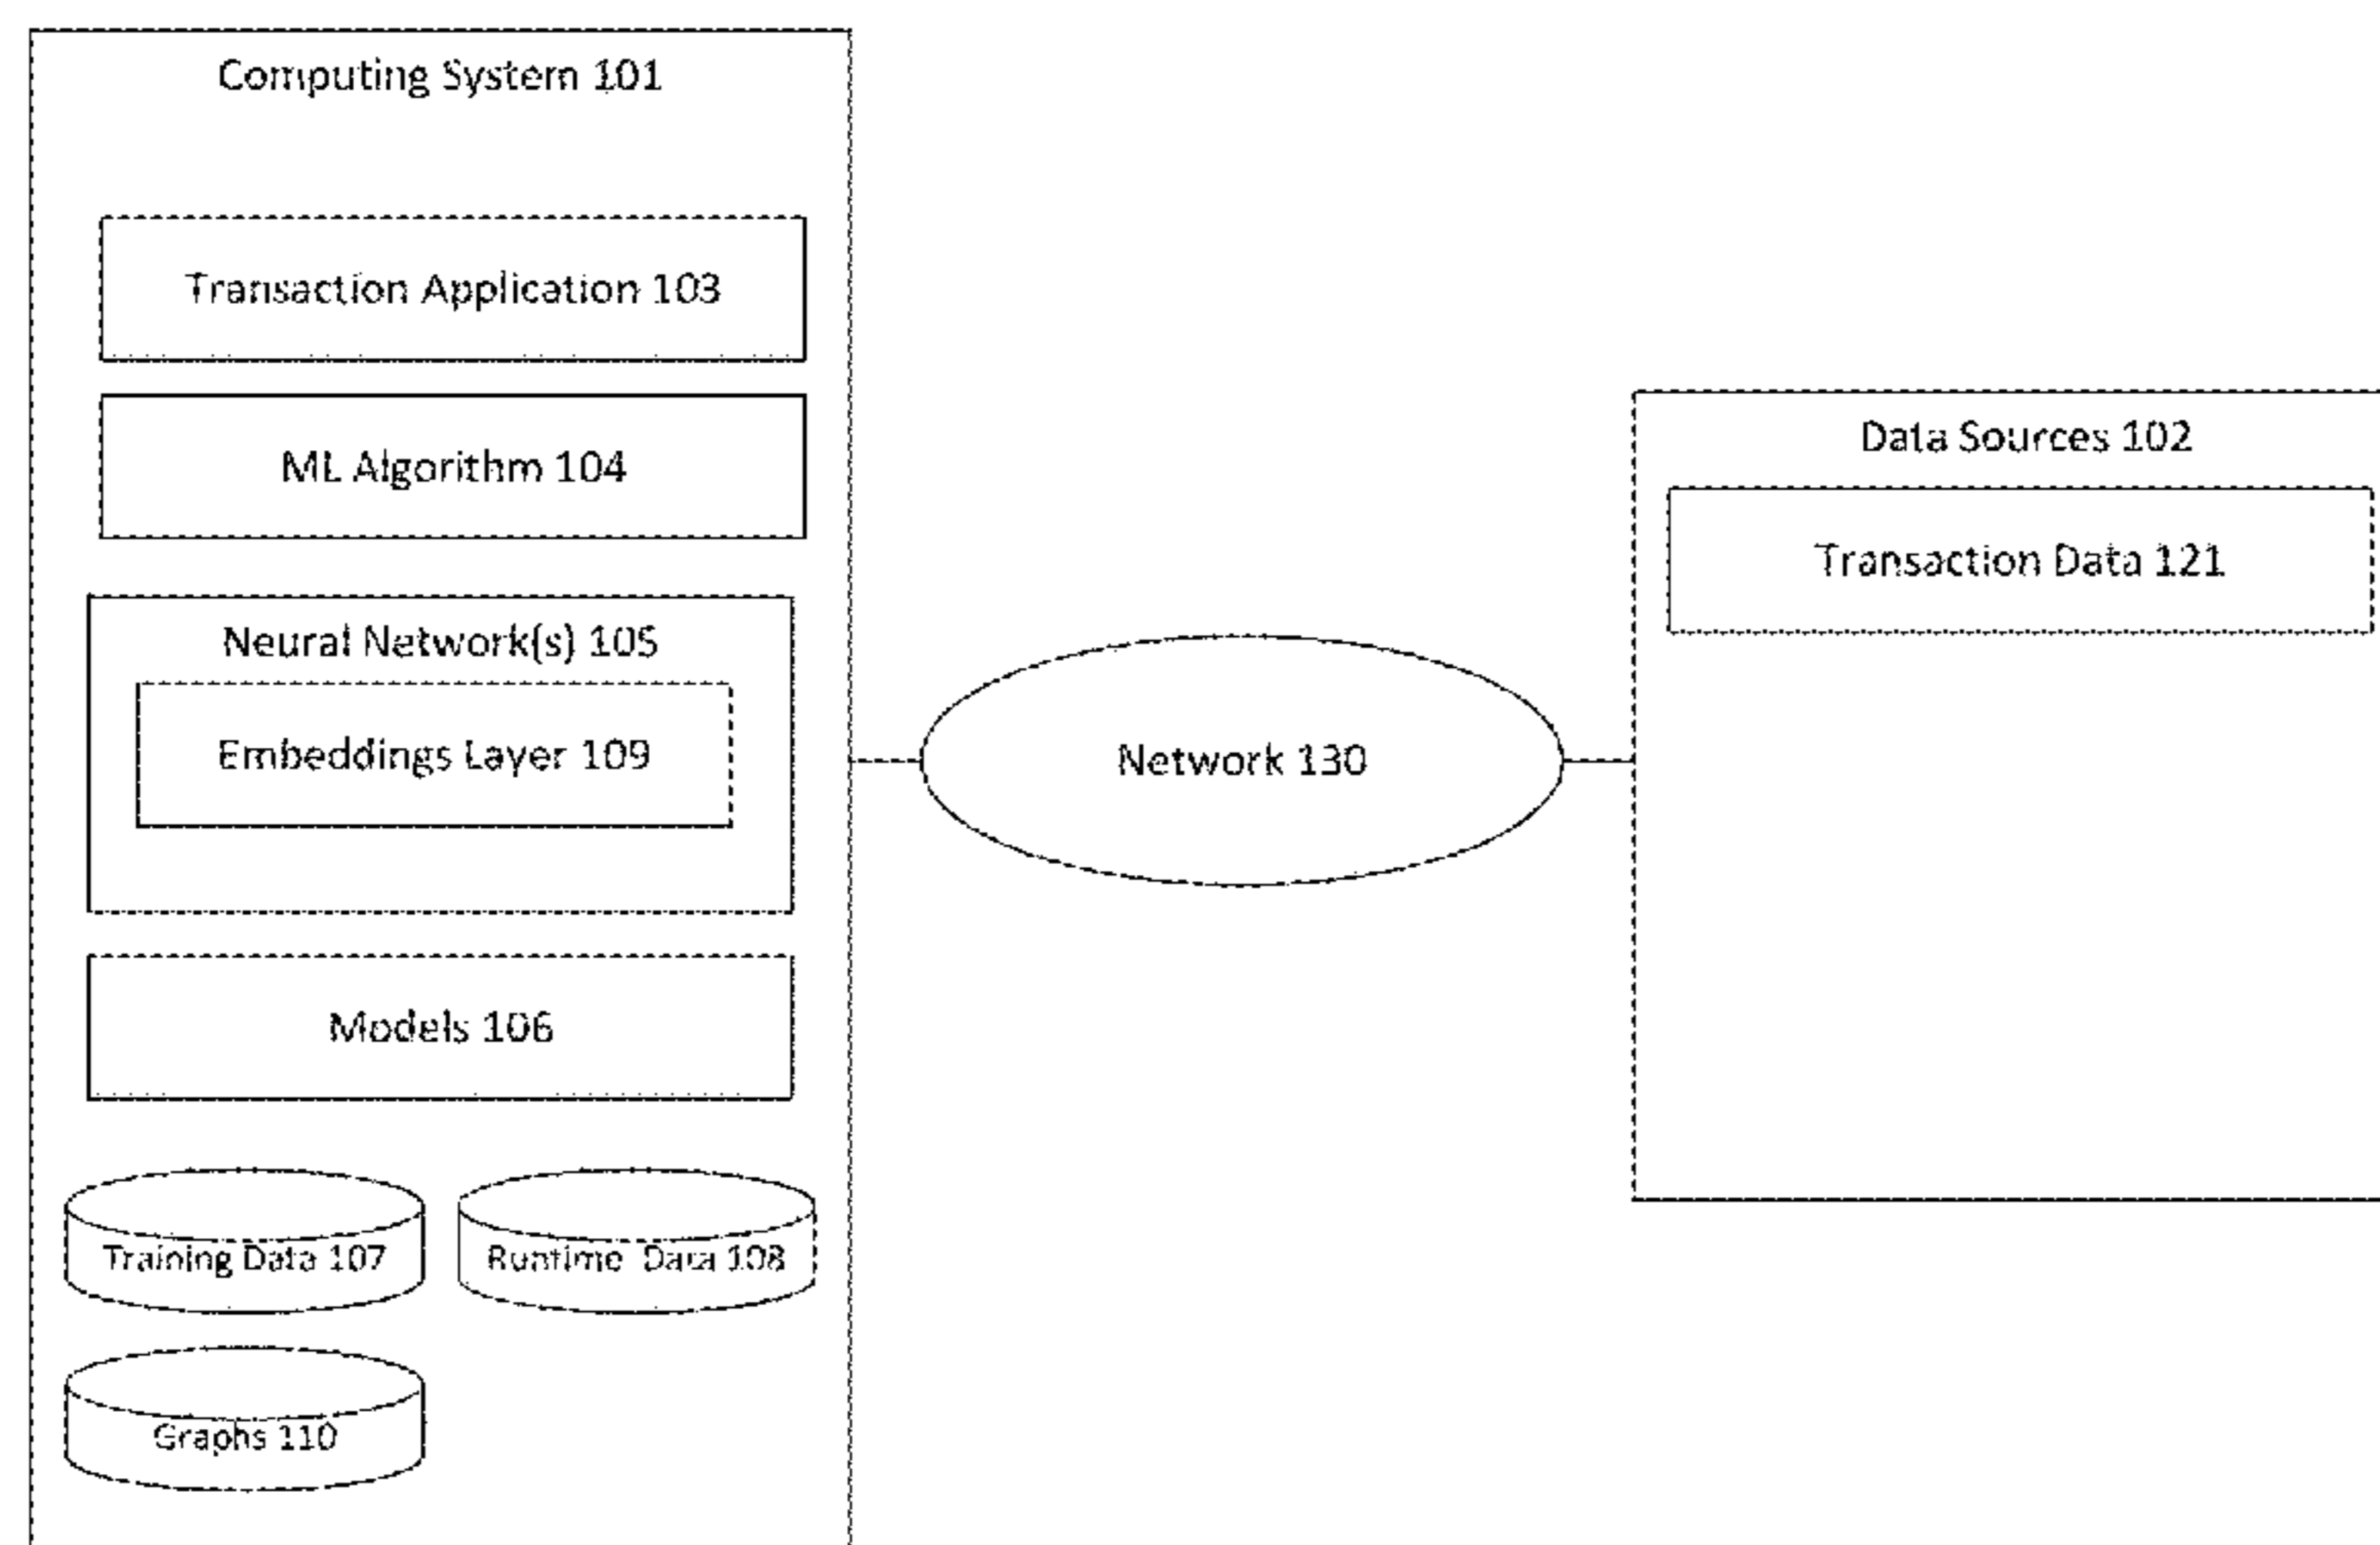 Computing System 101
Transaction Application 103
ML Algorithm 104
Neural Network(s) 105
Embeddings Layer 109
Models 106
Training Data 107
Runtime Data 108
Graphs 110
Network 130
Data Sources 102
Transaction Data 121